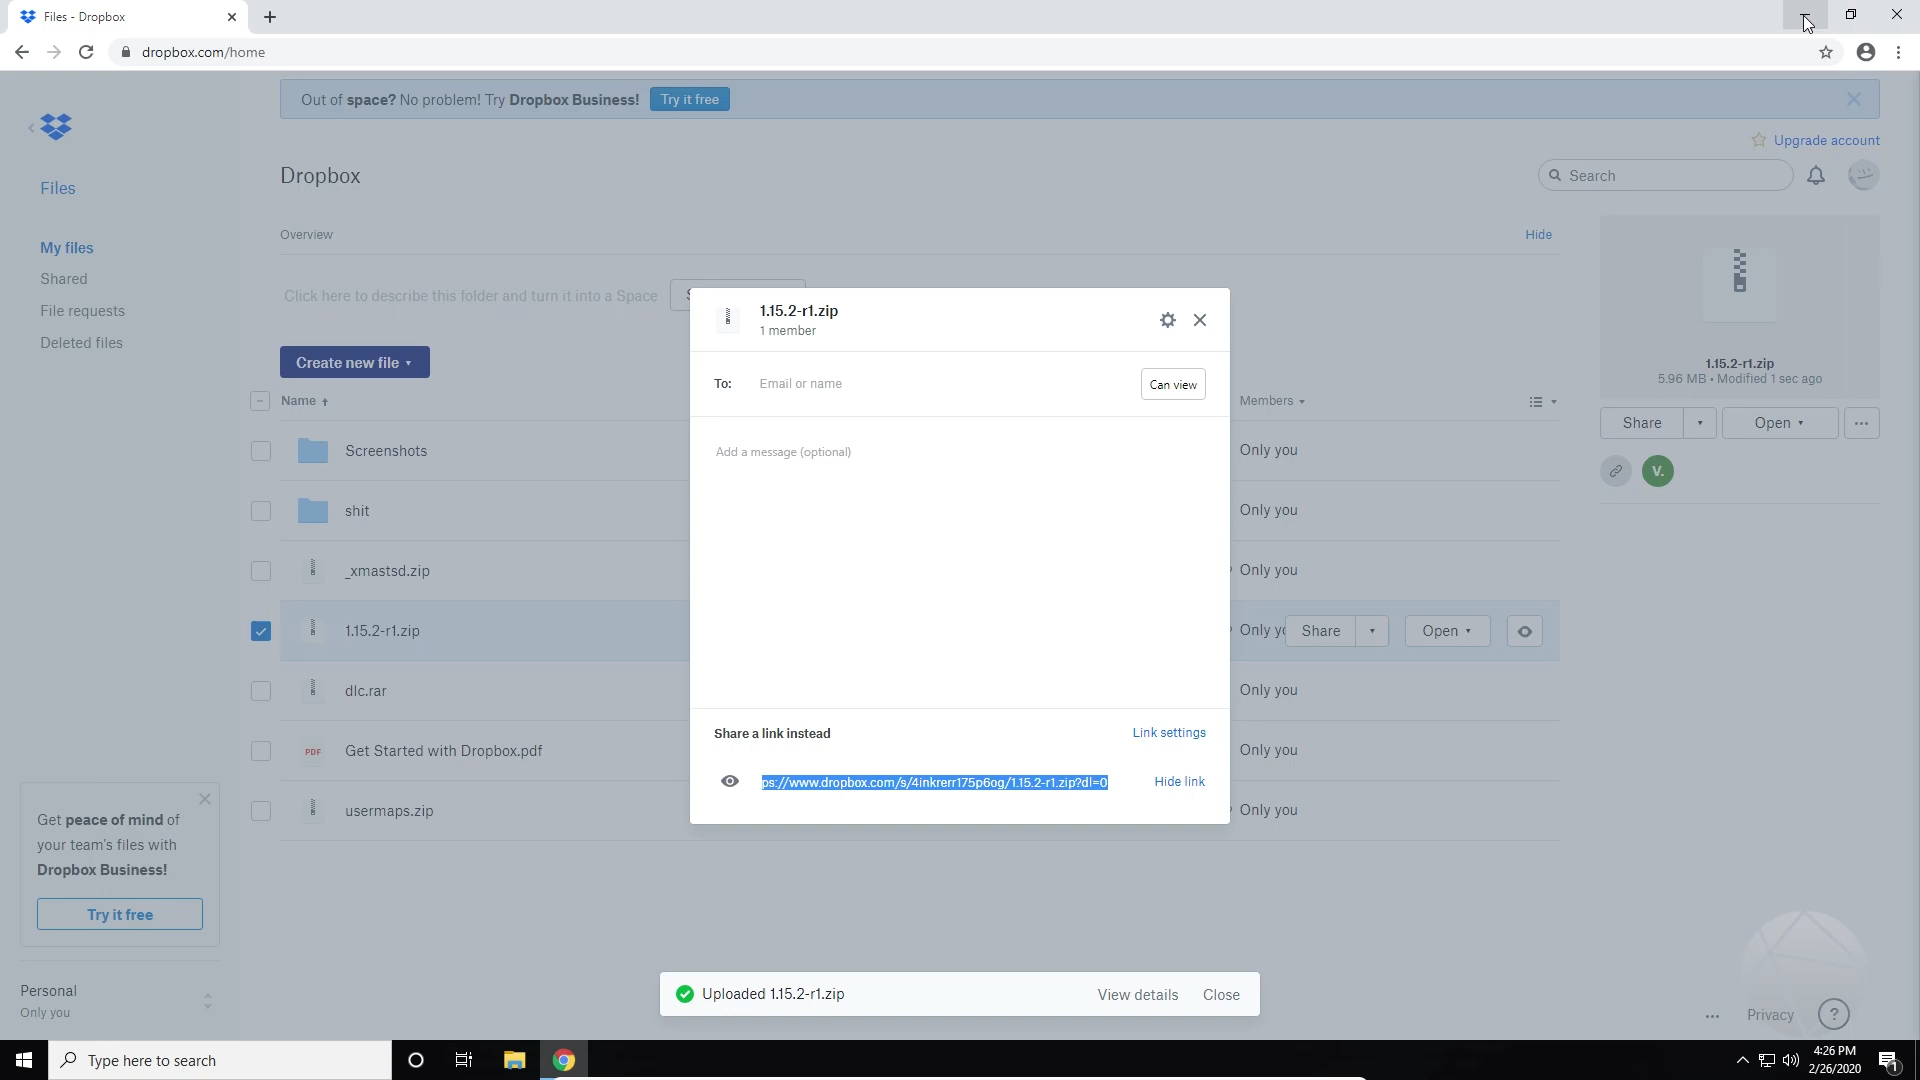 Files - Dropbox
dropbox.com/home
Out of space? No problem! Try Dropbox Business! Try it free
Upgrade account
Dropbox
Search
Files
Overview
Hide
My files
Shared
File requests
Deleted files
Click here to describe this folder and turn it into a Space
Create new file
Name
Members
Screenshots
Only you
shit
Only you
_xmastsd.zip
Only you
1.15.2-r1.zip
Only yo
Share
Open
dlc.rar
Only you
PDF
Get Started with Dropbox.pdf
Only you
usermaps.zip
Only you
1.15.2-r1.zip
1 member
To:
Email or name
Can view
Add a message (optional)
Share a link instead
Link settings
ps://www.dropbox.com/s/4inkrerr175p6og/1.15.2-r1.zip?dl=0
Hide link
1.15.2-r1.zip
5.96 MB • Modified 1 sec ago
Share
Open
V.
Get peace of mind of
your team's files with
Dropbox Business!
Try it free
Personal
Only you
Uploaded 1.15.2-r1.zip
View details
Close
Privacy
?
Type here to search
4:26 PM
2/26/2020
1